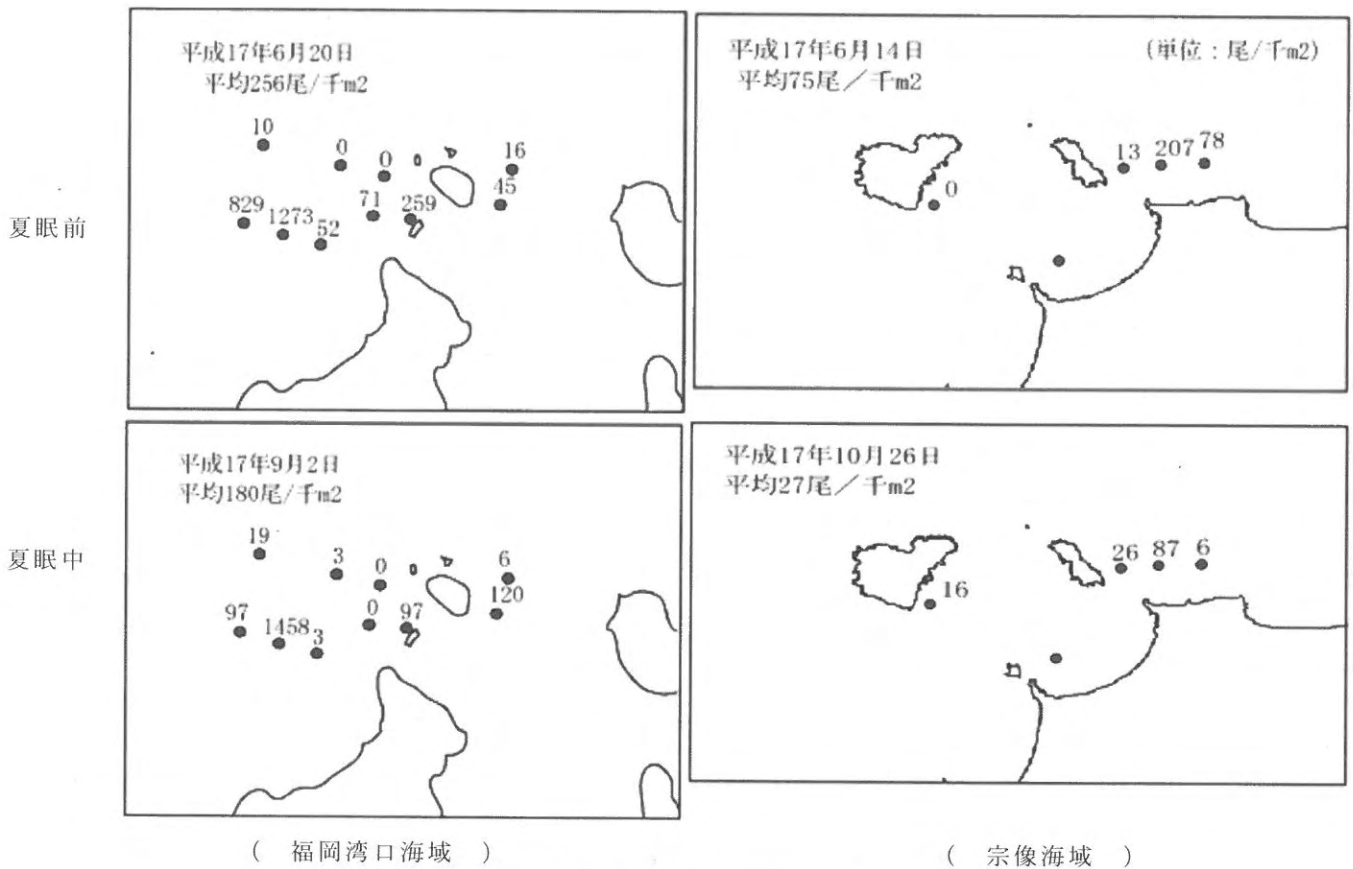 夏眠前
平成17年6月20日
平均256尾/千m2
10
0
0
16
829
1273
52
71
259
45
平成17年6月14日
(単位：尾/千m2)
平均75尾／千m2
0
13
207
78
夏眠中
平成17年9月2日
平均180尾/千m2
19
3
0
6
97
1458
3
0
97
120
平成17年10月26日
平均27尾／千m2
16
26
87
6
( 福岡湾口海域 )
( 宗像海域 )